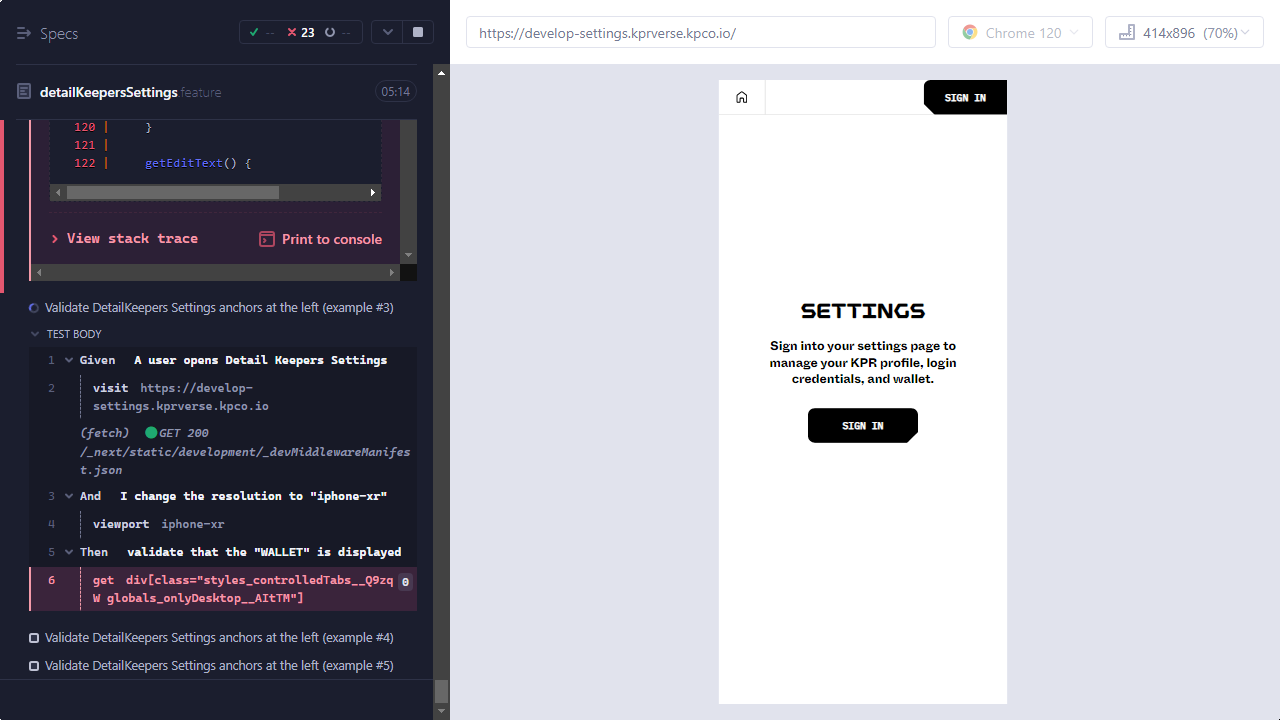 Specs
--
23
--
https://develop-settings.kprverse.kpco.io/
Chrome 120
414x896 (70%)
detailKeepersSettings feature
05:14
120 | }
121 |
122 | getEditText() {
View stack trace
Print to console
Validate DetailKeepers Settings anchors at the left (example #3)
TEST BODY
1 Given A user opens Detail Keepers Settings
2 visit https://develop-
settings.kprverse.kpco.io
(fetch) GET 200
/_next/static/development/_devMiddlewareManifes
t.json
3 And I change the resolution to "iphone-xr"
4 viewport iphone-xr
5 Then validate that the "WALLET" is displayed
6 get div[class="styles_controlledTabs__Q9zq
W globals_onlyDesktop__AItTM"]
0
Validate DetailKeepers Settings anchors at the left (example #4)
Validate DetailKeepers Settings anchors at the left (example #5)
SIGN IN
SETTINGS
Sign into your settings page to
manage your KPR profile, login
credentials, and wallet.
SIGN IN